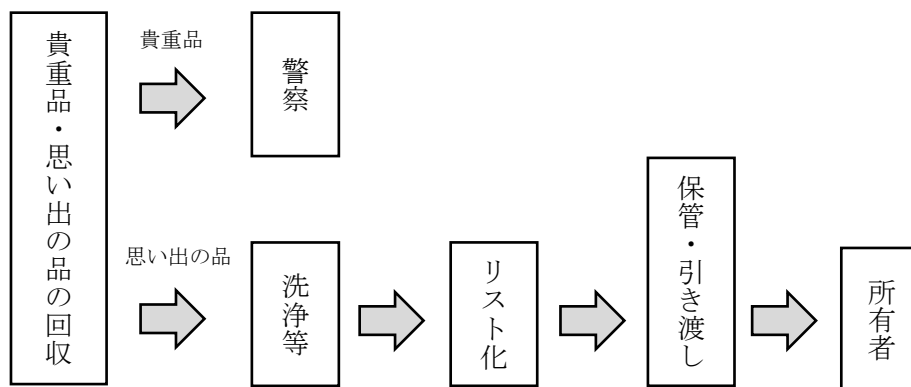 貴重品・思い出の品の回収
貴重品
警察
思い出の品
洗浄等
リスト化
保管・引き渡し
所有者